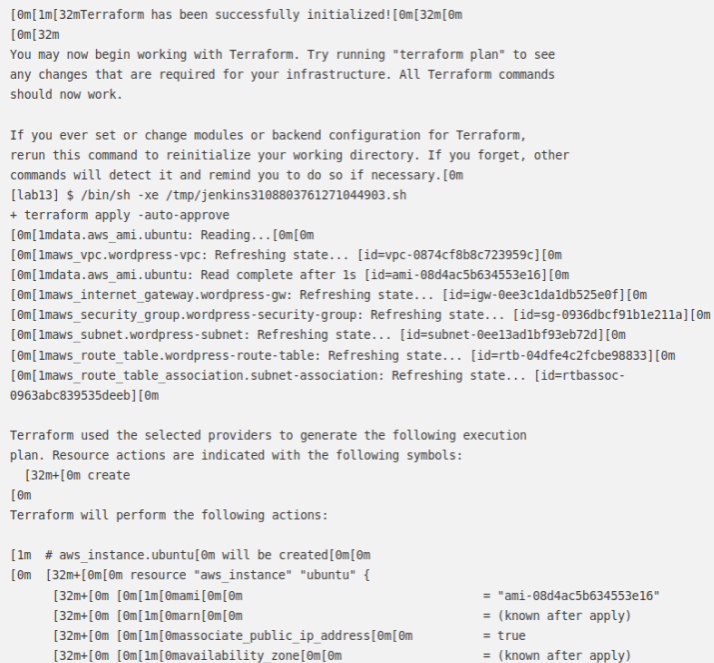 [0m[1m[32mTerraform has been successfully initialized![0m[32m[0m
[0m[32m
You may now begin working with Terraform. Try running "terraform plan" to see
any changes that are required for your infrastructure. All Terraform commands
should now work.

If you ever set or change modules or backend configuration for Terraform,
rerun this command to reinitialize your working directory. If you forget, other
commands will detect it and remind you to do so if necessary.[0m
[lab13] $ /bin/sh -xe /tmp/jenkins3108803761271044903.sh
+ terraform apply -auto-approve
[0m[1mdata.aws_ami.ubuntu: Reading...[0m[0m
[0m[1maws_vpc.wordpress-vpc: Refreshing state... [id=vpc-0874cf8b8c723959c][0m
[0m[1mdata.aws_ami.ubuntu: Read complete after 1s [id=ami-08d4ac5b634553e16][0m
[0m[1maws_internet_gateway.wordpress-gw: Refreshing state... [id=igw-0ee3c1da1db525e0f][0m
[0m[1maws_security_group.wordpress-security-group: Refreshing state... [id=sg-0936dbcf91b1e211a][0m
[0m[1maws_subnet.wordpress-subnet: Refreshing state... [id=subnet-0ee13ad1bf93eb72d][0m
[0m[1maws_route_table.wordpress-route-table: Refreshing state... [id=rtb-04dfe4c2fcbe98833][0m
[0m[1maws_route_table_association.subnet-association: Refreshing state... [id=rtbassoc-
0963abc839535deeb][0m

Terraform used the selected providers to generate the following execution
plan. Resource actions are indicated with the following symbols:
  [32m+[0m create
[0m
Terraform will perform the following actions:

[1m  # aws_instance.ubuntu[0m will be created[0m[0m
[0m  [32m+[0m[0m resource "aws_instance" "ubuntu" {
      [32m+[0m [0m[1m[0mami[0m[0m                                  = "ami-08d4ac5b634553e16"
      [32m+[0m [0m[1m[0marn[0m[0m                                  = (known after apply)
      [32m+[0m [0m[1m[0massociate_public_ip_address[0m[0m          = true
      [32m+[0m [0m[1m[0mavailability_zone[0m[0m                    = (known after apply)